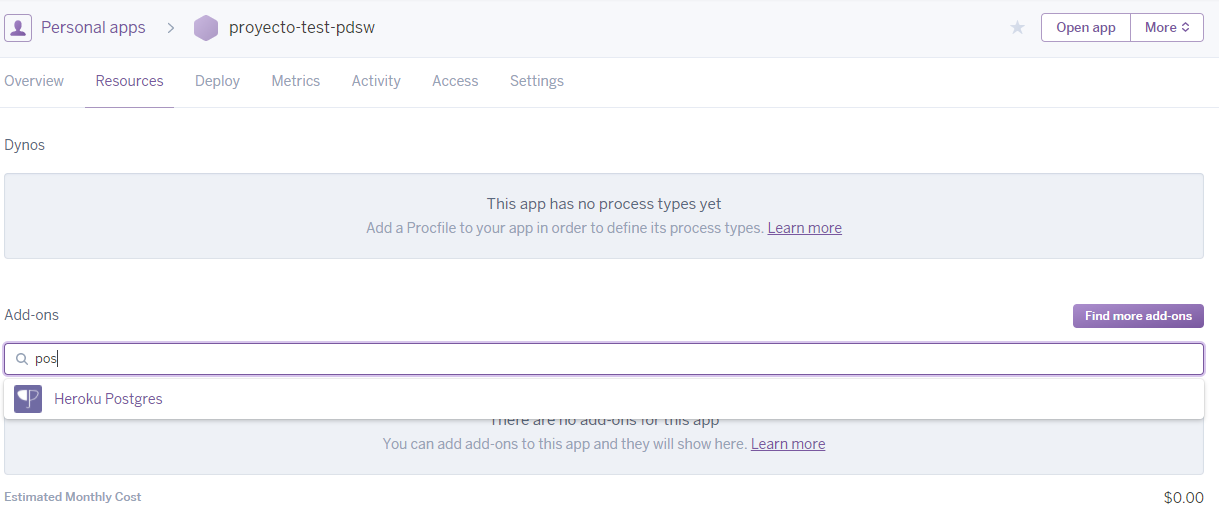 Personal apps > proyecto-test-pdsw Open app More
Overview Resources Deploy Metrics Activity Access Settings
Dynos
This app has no process types yet
Add a Procfile to your app in order to define its process types. Learn more
Add-ons Find more add-ons
pos
Heroku Postgres
There are no add-ons for this app
You can add add-ons to this app and they will show here. Learn more
Estimated Monthly Cost $0.00